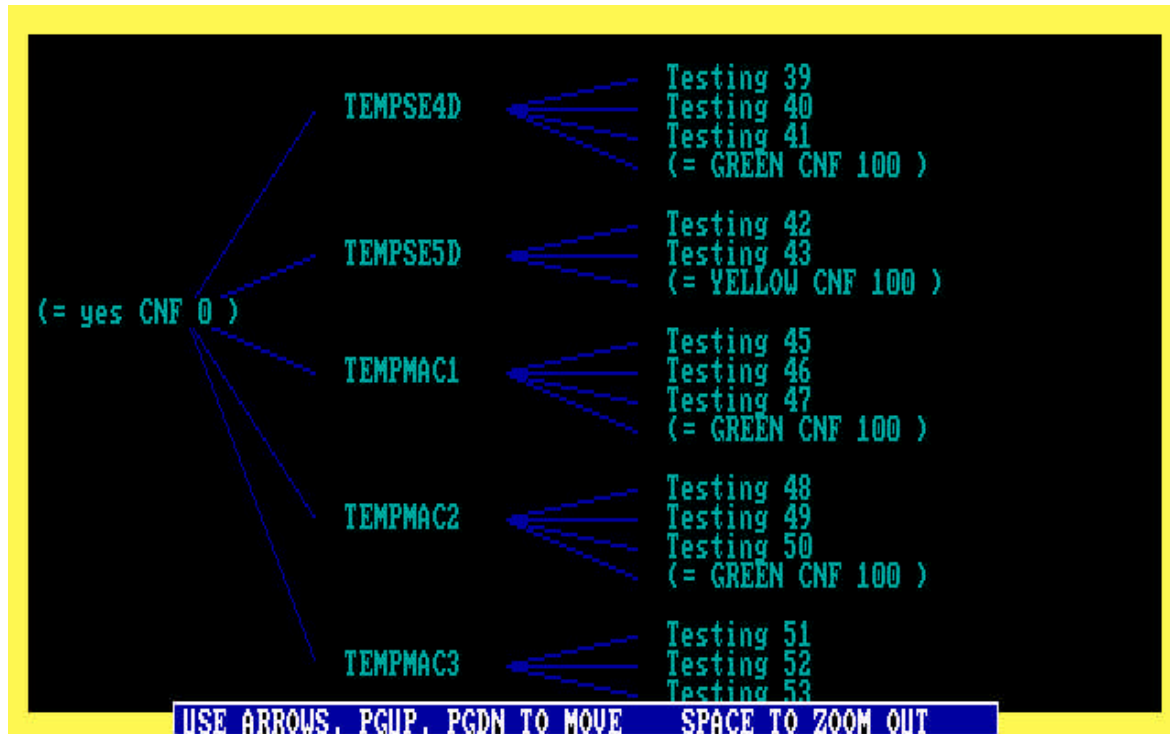 Testing 39
TEMPSE4D Testing 40
Testing 41
(= GREEN CNF 100 )
Testing 42
TEMPSE5D Testing 43
(= YELLOW CNF 100 )
(= yes CNF 0 )
Testing 45
TEMPMAC1 Testing 46
Testing 47
(= GREEN CNF 100 )
Testing 48
TEMPMAC2 Testing 49
Testing 50
(= GREEN CNF 100 )
Testing 51
TEMPMAC3 Testing 52
Testing 53
USE ARROWS, PGUP, PGDN TO MOVE SPACE TO ZOOM OUT